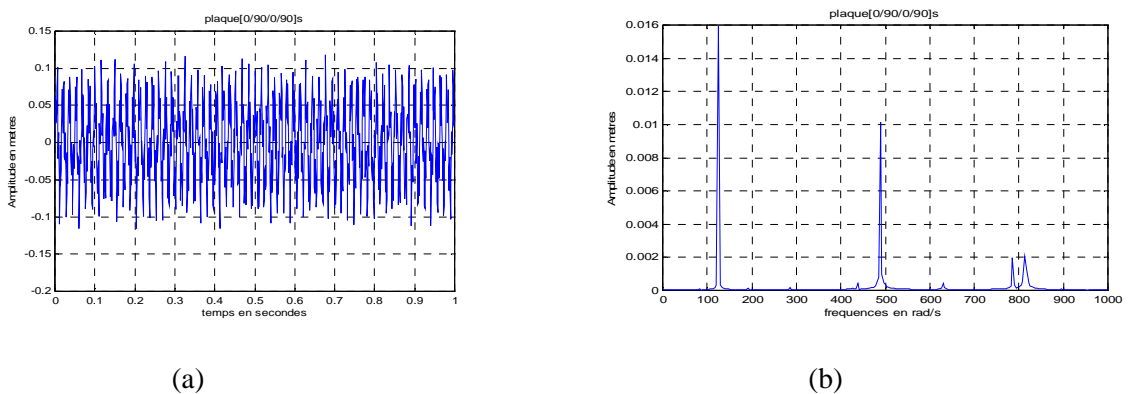 plaque[0/90/0/90]s
0.15
0.1
0.05
0
-0.05
-0.1
-0.15
-0.2
Amplitude en metres
0 0.1 0.2 0.3 0.4 0.5 0.6 0.7 0.8 0.9 1
temps en secondes
(a)
plaque[0/90/0/90]s
0.016
0.014
0.012
0.01
0.008
0.006
0.004
0.002
0
Amplitude en metres
0 100 200 300 400 500 600 700 800 900 1000
frequences en rad/s
(b)